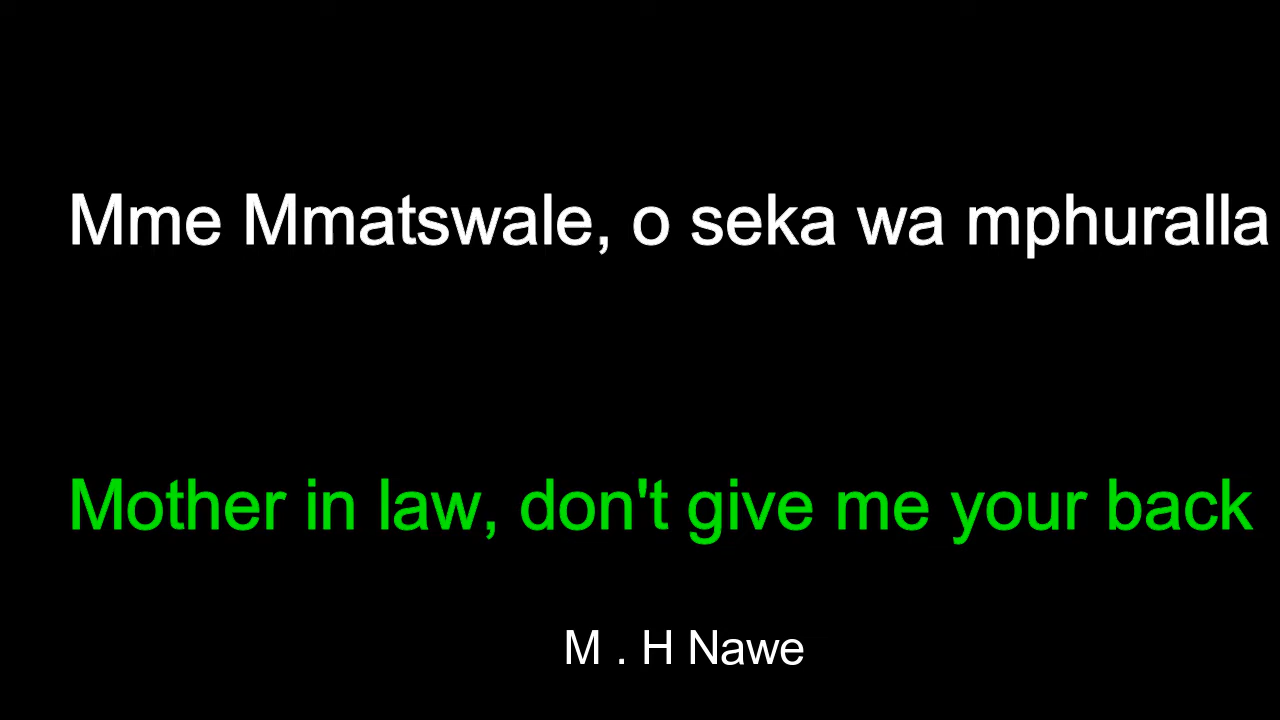 Mme Mmatswale, o seka wa mphuralla
Mother in law, don't give me your back
M . H Nawe